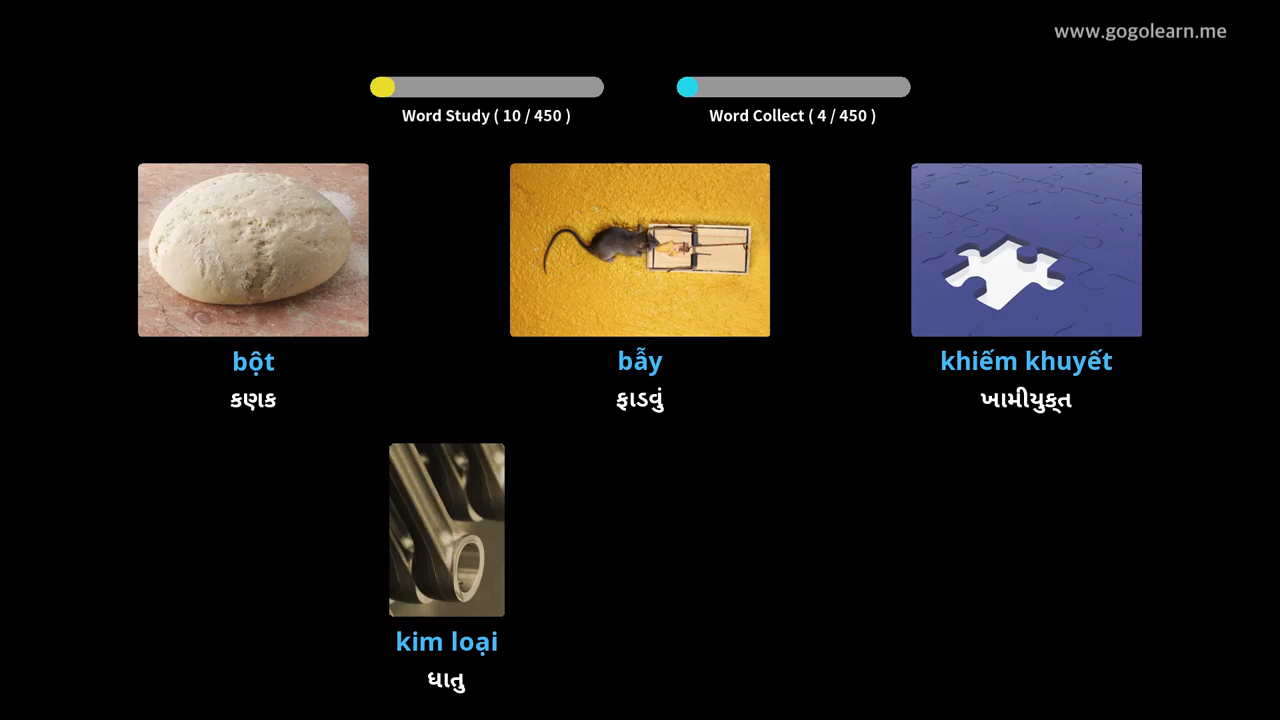 www.gogolearn.me
Word Study ( 10 / 450 )
Word Collect ( 4 / 450 )
bột
કણક
bẫy
ફાડવું
khiếm khuyết
ખામીયુક્ત
kim loại
ધાતુ